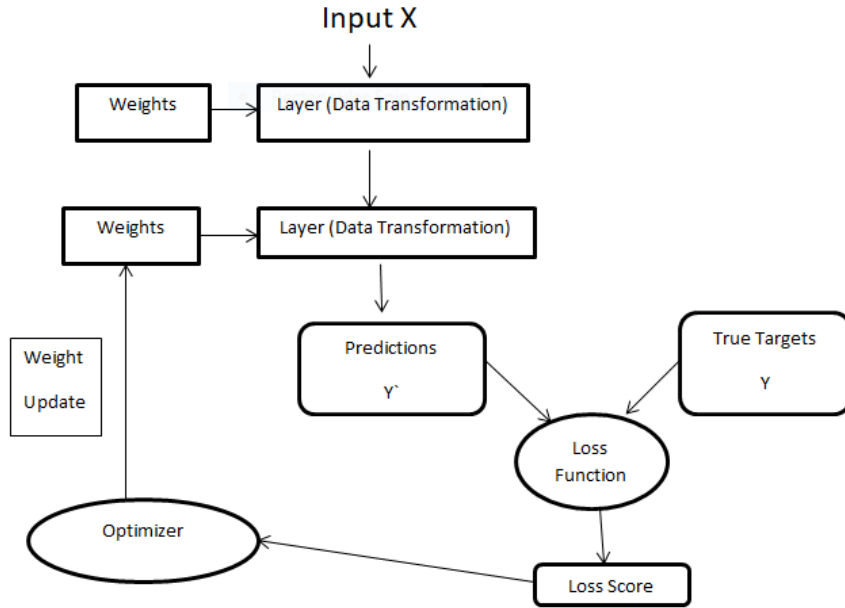 Input X
Weights
Layer (Data Transformation)
Weights
Layer (Data Transformation)
Weight
Update
Predictions
Y`
True Targets
Y
Loss
Function
Optimizer
Loss Score